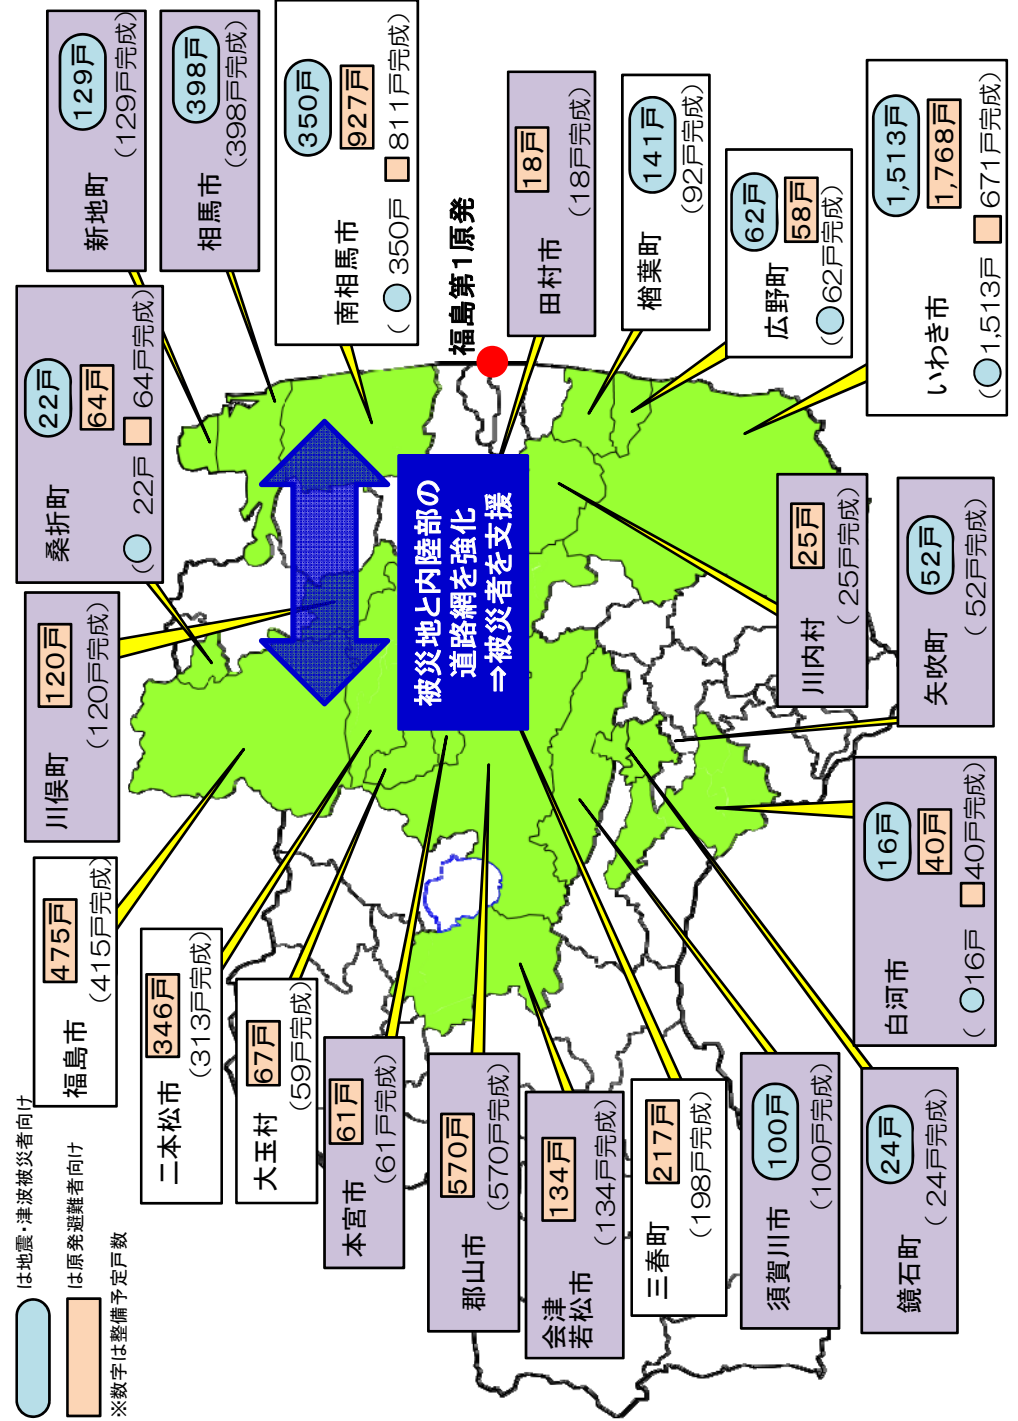 は地震・津波被災者向け
は原発避難者向け
※数字は整備予定戸数
福島市
475戸
(415戸完成)
川俣町
120戸
(120戸完成)
桑折町
22戸
64戸
( 22戸 64戸完成)
新地町
129戸
(129戸完成)
相馬市
398戸
(398戸完成)
南相馬市
350戸
927戸
( 350戸 811戸完成)
福島第1原発
二本松市
346戸
(313戸完成)
大玉村
67戸
(59戸完成)
本宮市
61戸
(61戸完成)
郡山市
570戸
(570戸完成)
会津
若松市
134戸
(134戸完成)
三春町
217戸
(198戸完成)
須賀川市
100戸
(100戸完成)
鏡石町
24戸
(24戸完成)
被災地と内陸部の
道路網を強化
⇒被災者を支援
田村市
18戸
(18戸完成)
楢葉町
141戸
(92戸完成)
広野町
62戸
58戸
(62戸完成)
いわき市
1,513戸
1,768戸
(1,513戸 671戸完成)
川内村
25戸
(25戸完成)
矢吹町
52戸
(52戸完成)
白河市
16戸
40戸
( 16戸 40戸完成)